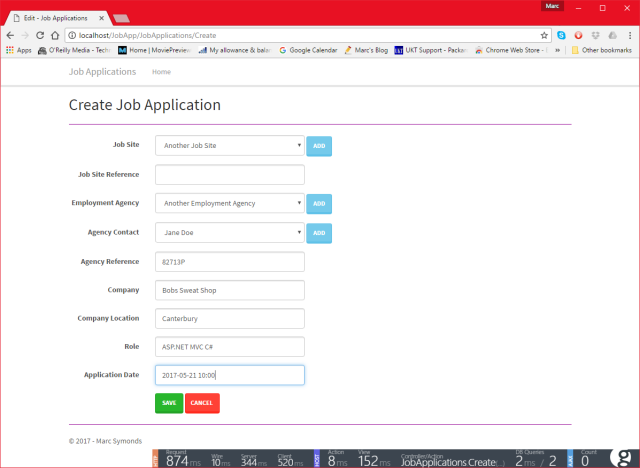 Marc
Edit - Job Applications
localhost/JobApp/JobApplications/Create
Apps O'Reilly Media - Techn Home | MoviePreview My allowance & balan Google Calendar Marc's Blog UKT Support - Packa Chrome Web Store - E » Other bookmarks
Job Applications Home
Create Job Application
Job Site Another Job Site ADD
Job Site Reference
Employment Agency Another Employment Agency ADD
Agency Contact Jane Doe ADD
Agency Reference 82713P
Company Bobs Sweat Shop
Company Location Canterbury
Role ASP.NET MVC C#
Application Date 2017-05-21 10:00
SAVE CANCEL
© 2017 - Marc Symonds
HTTP Request Wire Server Client HOST Action View Controller/Action DB Queries AJAX Count
874 ms 10 ms 344 ms 520 ms 8 ms 152 ms JobApplications.Create(...) 2 ms / 2 0 g